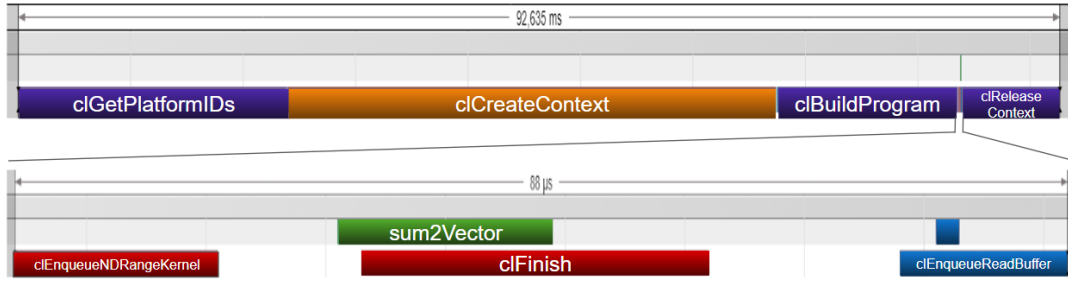 92,635 ms
clGetPlatformIDs clCreateContext clBuildProgram clRelease
Context
88 µs
sum2Vector
clEnqueueNDRangeKernel clFinish clEnqueueReadBuffer